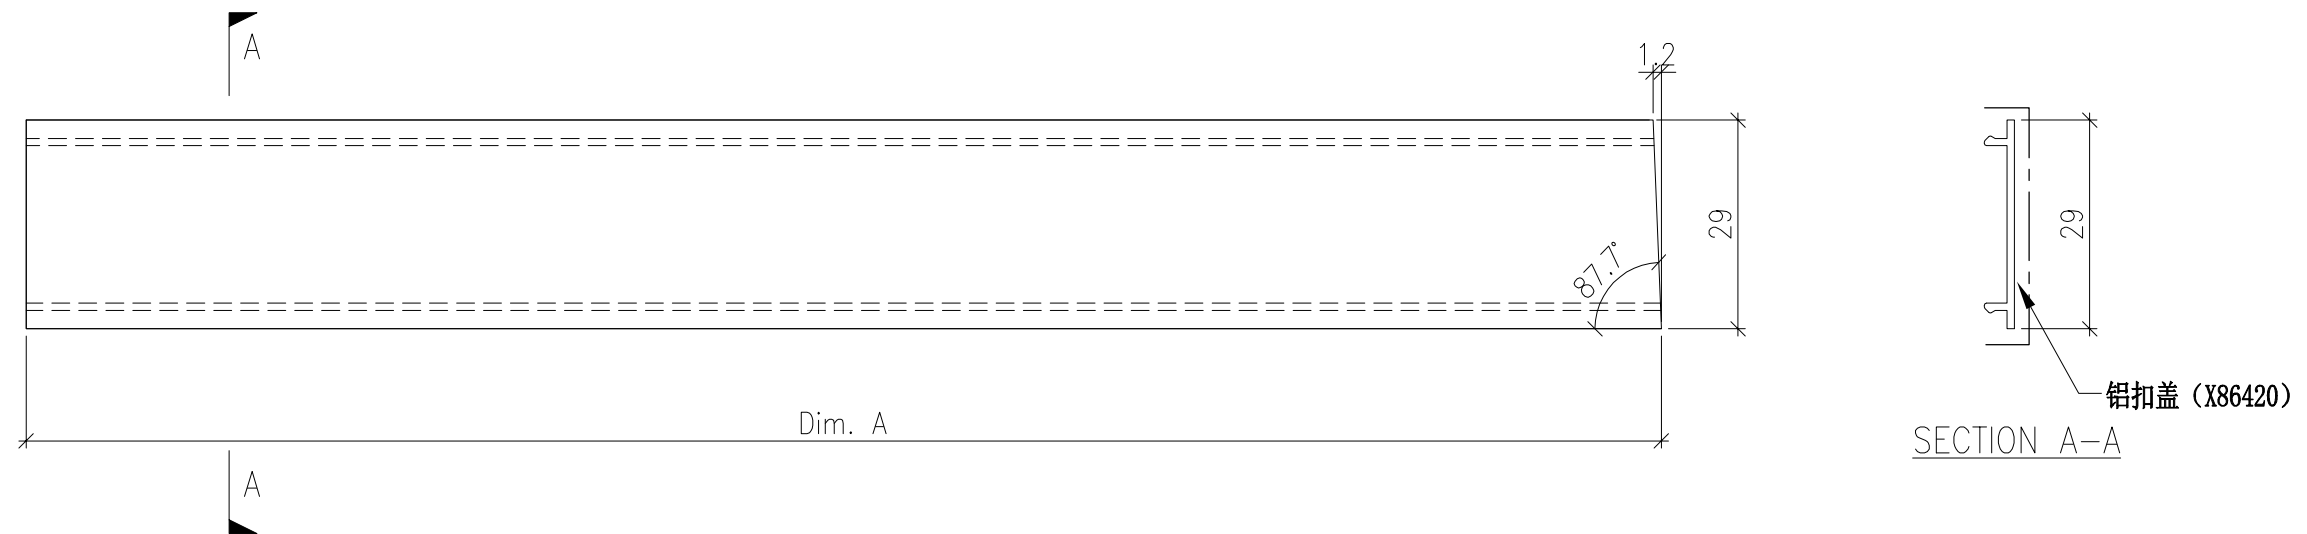 A
1.2
29
87.7°
Dim. A
A
29
铝扣盖（X86420）
SECTION A-A